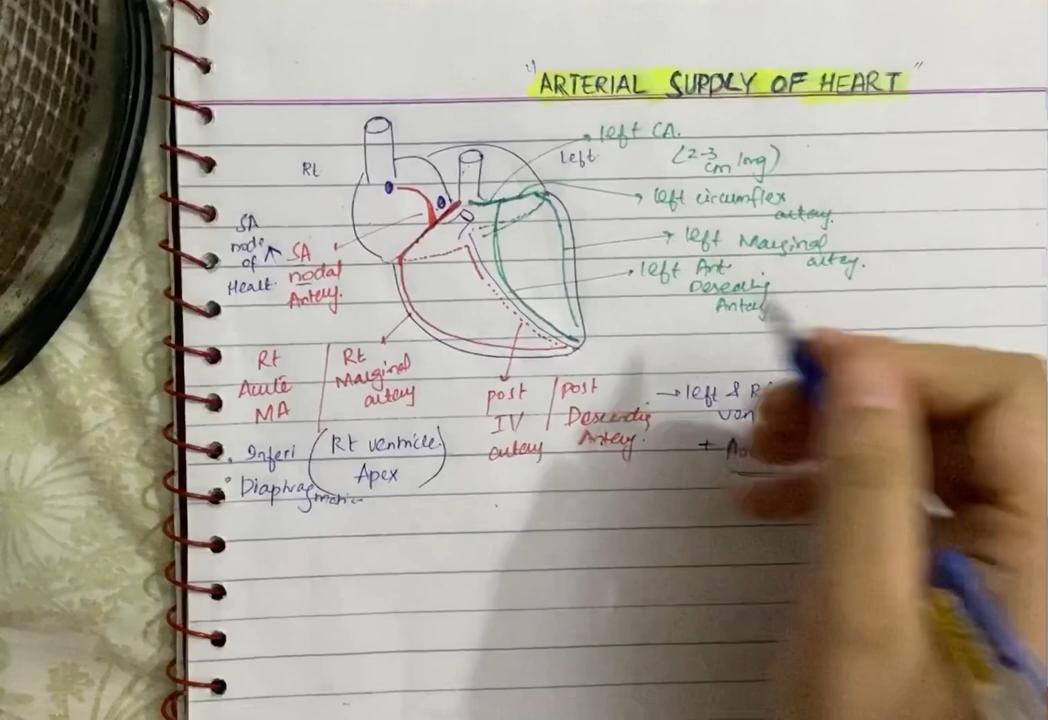 "ARTERIAL SUPPLY OF HEART"
left CA.
(2-3
cm long)
Rt
left
left circumflex
artery.
left Marginal
artery.
left Ant
Artery
SA
node
of
Heart.
SA
nodal
Artery.
Rt
Acute
MA
Rt
Marginal
artery
post
IV
artery
post
Artery.
left & R
ven
+ A
Inferi
Diaphragmatic
Rt ventricle
Apex